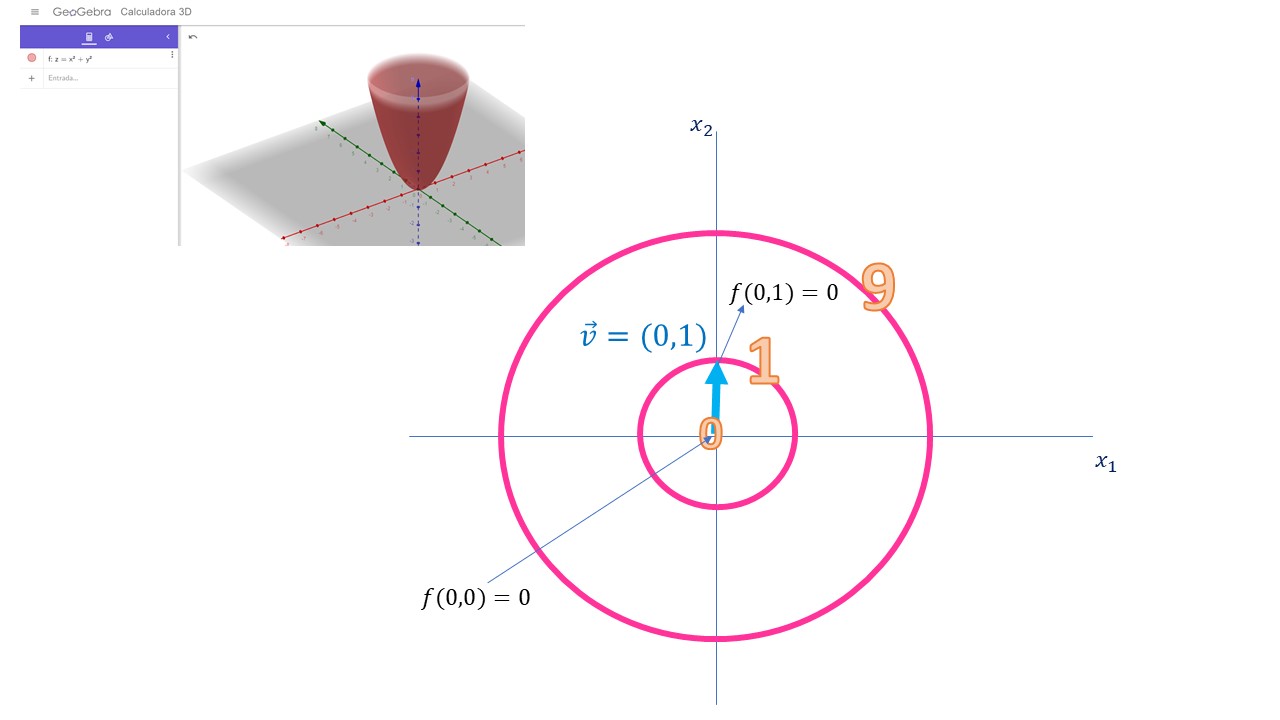 GeoGebra Calculadora 3D
f: z = x² + y²
Entrada...
x₂
9
f(0,1) = 0
v⃗ = (0,1)
1
0
x₁
f(0,0) = 0